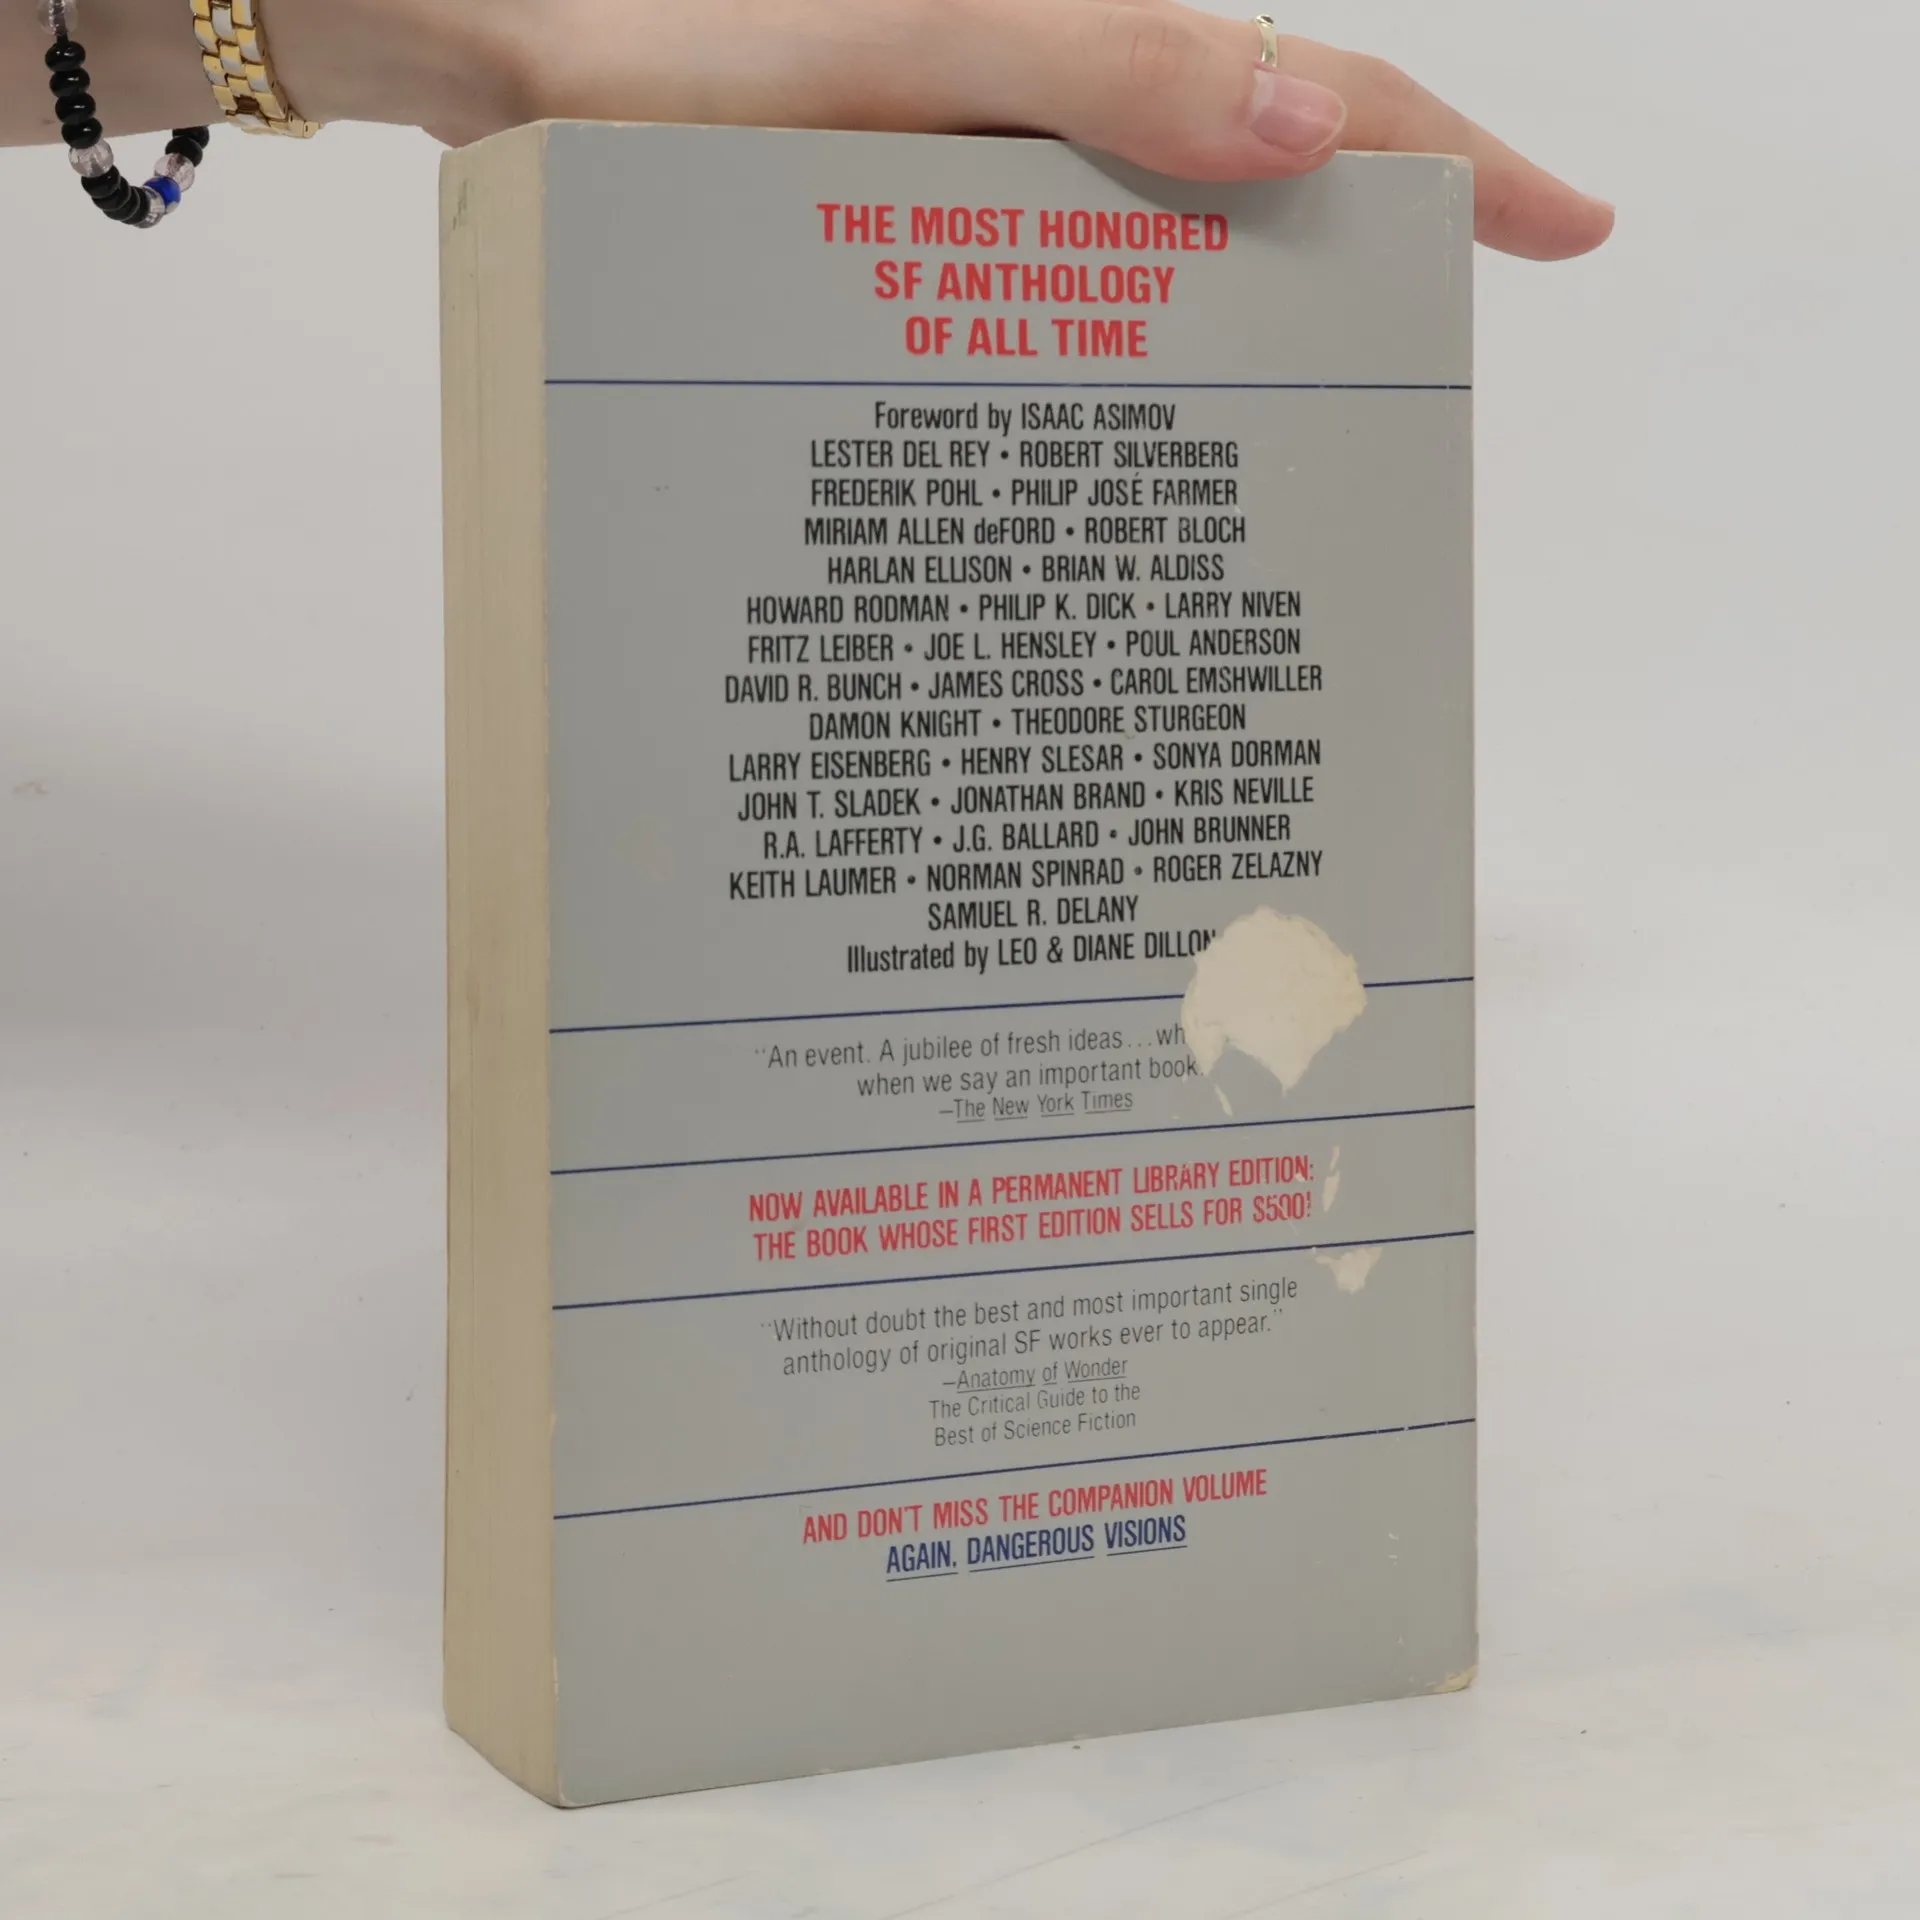 THE MOST HONORED
SF ANTHOLOGY
OF ALL TIME
Foreword by ISAAC ASIMOV
LESTER DEL REY • ROBERT SILVERBERG
FREDERIK POHL • PHILIP JOSÉ FARMER
MIRIAM ALLEN deFORD • ROBERT BLOCH
HARLAN ELLISON • BRIAN W. ALDISS
HOWARD RODMAN • PHILIP K. DICK • LARRY NIVEN
FRITZ LEIBER • JOE L. HENSLEY • POUL ANDERSON
DAVID R. BUNCH • JAMES CROSS • CAROL EMSHWILLER
DAMON KNIGHT • THEODORE STURGEON
LARRY EISENBERG • HENRY SLESAR • SONYA DORMAN
JOHN T. SLADEK • JONATHAN BRAND • KRIS NEVILLE
R.A. LAFFERTY • J.G. BALLARD • JOHN BRUNNER
KEITH LAUMER • NORMAN SPINRAD • ROGER ZELAZNY
SAMUEL R. DELANY
Illustrated by LEO & DIANE DILLON
"An event. A jubilee of fresh ideas...
when we say an important book.
—The New York Times
NOW AVAILABLE IN A PERMANENT LIBRARY EDITION:
THE BOOK WHOSE FIRST EDITION SELLS FOR $500!
"Without doubt the best and most important single
anthology of original SF works ever to appear."
—Anatomy of Wonder
The Critical Guide to the
Best of Science Fiction
AND DON'T MISS THE COMPANION VOLUME
AGAIN, DANGEROUS VISIONS